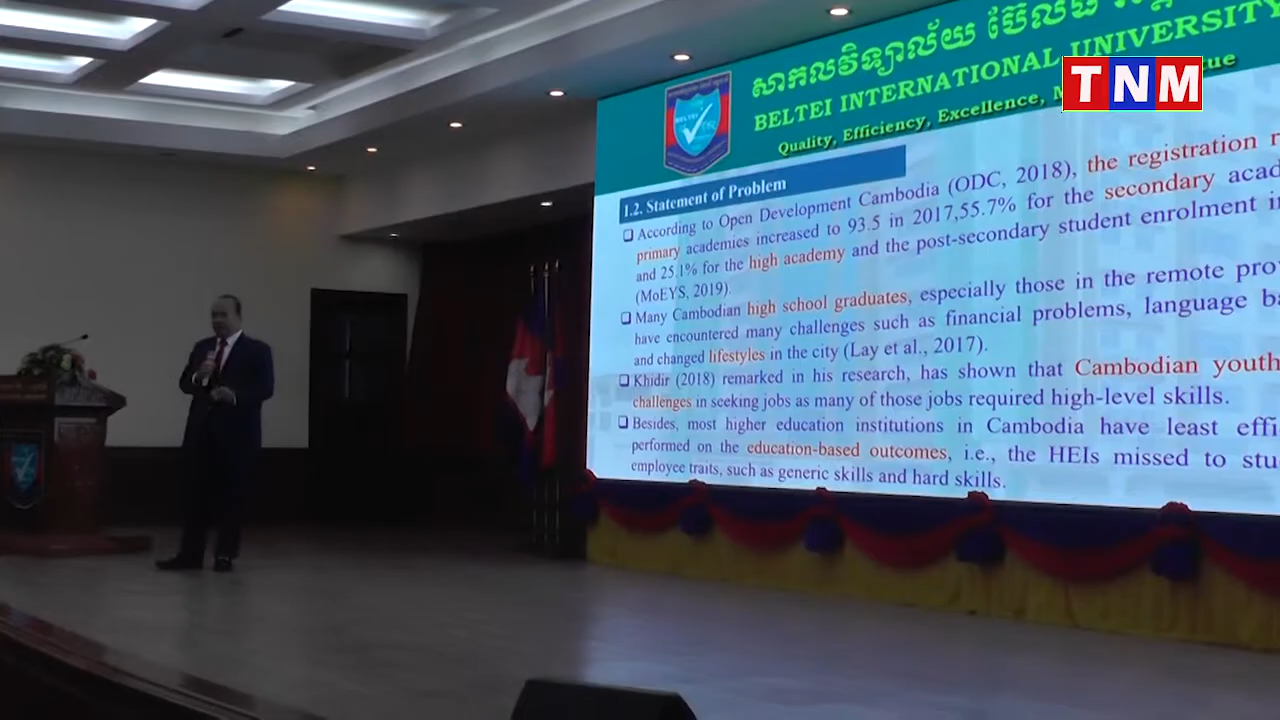 សាកលវិទ្យាល័យ ប៊ែលធី
BELTEI INTERNATIONAL UNIVERSITY
TNM
Quality, Efficiency, Excellence,
1.2. Statement of Problem
❑ According to Open Development Cambodia (ODC, 2018), the registration
primary academics increased to 93.5 in 2017,55.7% for the secondary
and 25.1% for the high academy and the post-secondary student enrolment
(MoEYS, 2019).
❑ Many Cambodian high school graduates, especially those in the remote
have encountered many challenges such as financial problems, language
and changed lifestyles in the city (Lay et al., 2017).
❑ Khidir (2018) remarked in his research, has shown that Cambodian youth
challenges in seeking jobs as many of those jobs required high-level skills.
❑ Besides, most higher education institutions in Cambodia have least
performed on the education-based outcomes, i.e., the HEIs missed to
employee traits, such as generic skills and hard skills.
BELTEI